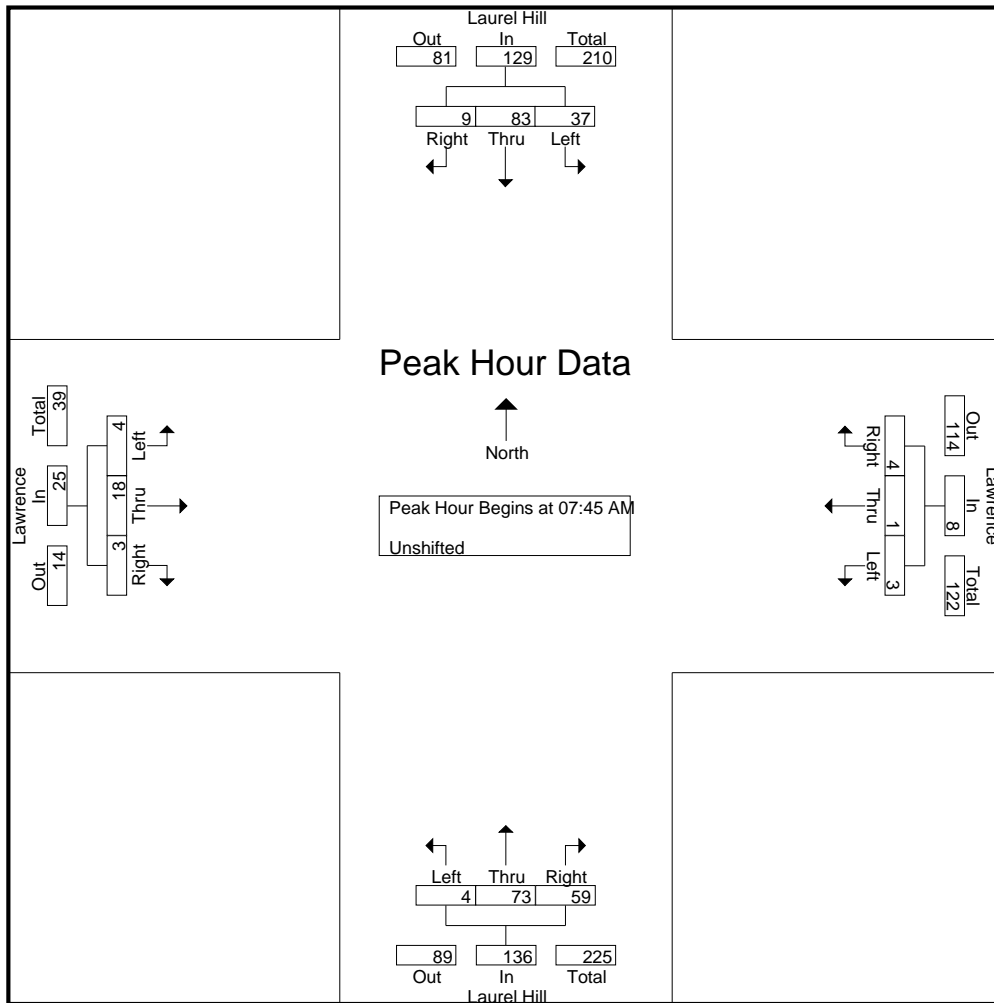 Laurel Hill
Out In Total
81 129 210
9 83 37
Right Thru Left
Peak Hour Data
North
Peak Hour Begins at 07:45 AM
Unshifted
Lawrence
Out In Total
14 25 39
3 18 4
Right Thru Left
Lawrence
Out In Total
114 8 122
4 1 3
Right Thru Left
Left Thru Right
4 73 59
89 136 225
Out In Total
Laurel Hill